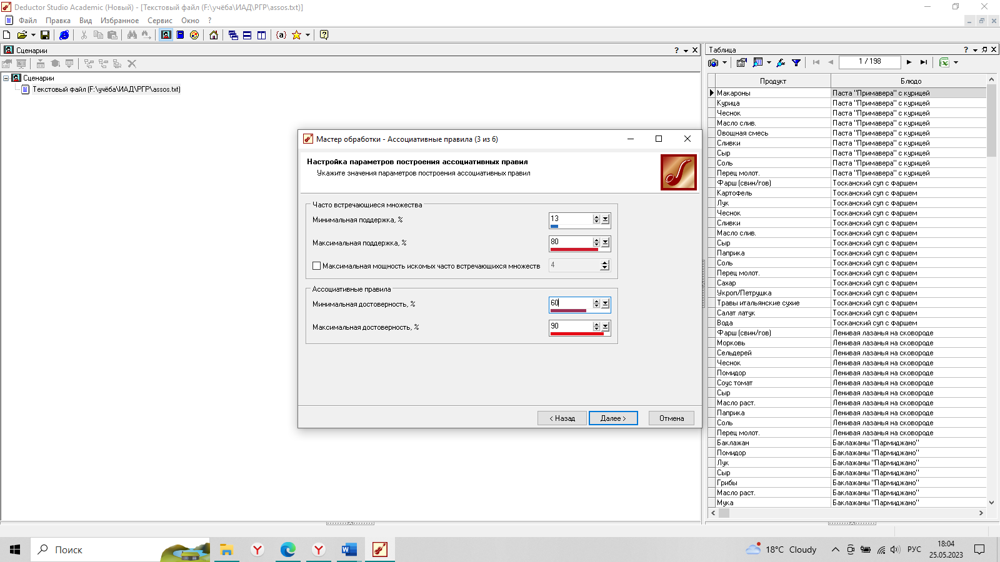 Deductor Studio Academic (Новый) - [Текстовый файл (F:\учёба\ИАД\РГР\assos.txt)]
Файл Правка Вид Избранное Сервис Окно ?
Сценарии
Сценарии
Текстовый файл (F:\учёба\ИАД\РГР\assos.txt)
Мастер обработки - Ассоциативные правила (3 из 6)
Настройка параметров построения ассоциативных правил
Укажите значения параметров построения ассоциативных правил
Часто встречающиеся множества
Минимальная поддержка, % 13
Максимальная поддержка, % 80
Максимальная мощность искомых часто встречающихся множеств 4
Ассоциативные правила
Минимальная достоверность, % 60
Максимальная достоверность, % 90
< Назад Далее > Отмена
Таблица
1 / 198
Продукт Блюдо
Макароны Паста "Примавера" с курицей
Курица Паста "Примавера" с курицей
Чеснок Паста "Примавера" с курицей
Масло слив. Паста "Примавера" с курицей
Овощная смесь Паста "Примавера" с курицей
Сливки Паста "Примавера" с курицей
Сыр Паста "Примавера" с курицей
Соль Паста "Примавера" с курицей
Перец молот. Паста "Примавера" с курицей
Фарш (свин/гов) Тосканский суп с фаршем
Картофель Тосканский суп с фаршем
Лук Тосканский суп с фаршем
Чеснок Тосканский суп с фаршем
Сливки Тосканский суп с фаршем
Масло слив. Тосканский суп с фаршем
Сыр Тосканский суп с фаршем
Паприка Тосканский суп с фаршем
Соль Тосканский суп с фаршем
Перец молот. Тосканский суп с фаршем
Сахар Тосканский суп с фаршем
Укроп/Петрушка Тосканский суп с фаршем
Травы итальянские сухие Тосканский суп с фаршем
Салат латук Тосканский суп с фаршем
Вода Тосканский суп с фаршем
Фарш (свин/гов) Ленивая лазанья на сковороде
Морковь Ленивая лазанья на сковороде
Сельдерей Ленивая лазанья на сковороде
Чеснок Ленивая лазанья на сковороде
Помидор Ленивая лазанья на сковороде
Соус томат Ленивая лазанья на сковороде
Сыр Ленивая лазанья на сковороде
Масло раст. Ленивая лазанья на сковороде
Паприка Ленивая лазанья на сковороде
Соль Ленивая лазанья на сковороде
Перец молот. Ленивая лазанья на сковороде
Баклажан Баклажаны "Пармиджано"
Помидор Баклажаны "Пармиджано"
Лук Баклажаны "Пармиджано"
Сыр Баклажаны "Пармиджано"
Грибы Баклажаны "Пармиджано"
Масло раст. Баклажаны "Пармиджано"
Мука Баклажаны "Пармиджано"
Поиск
18°C Cloudy
РУС
18:04
25.05.2023